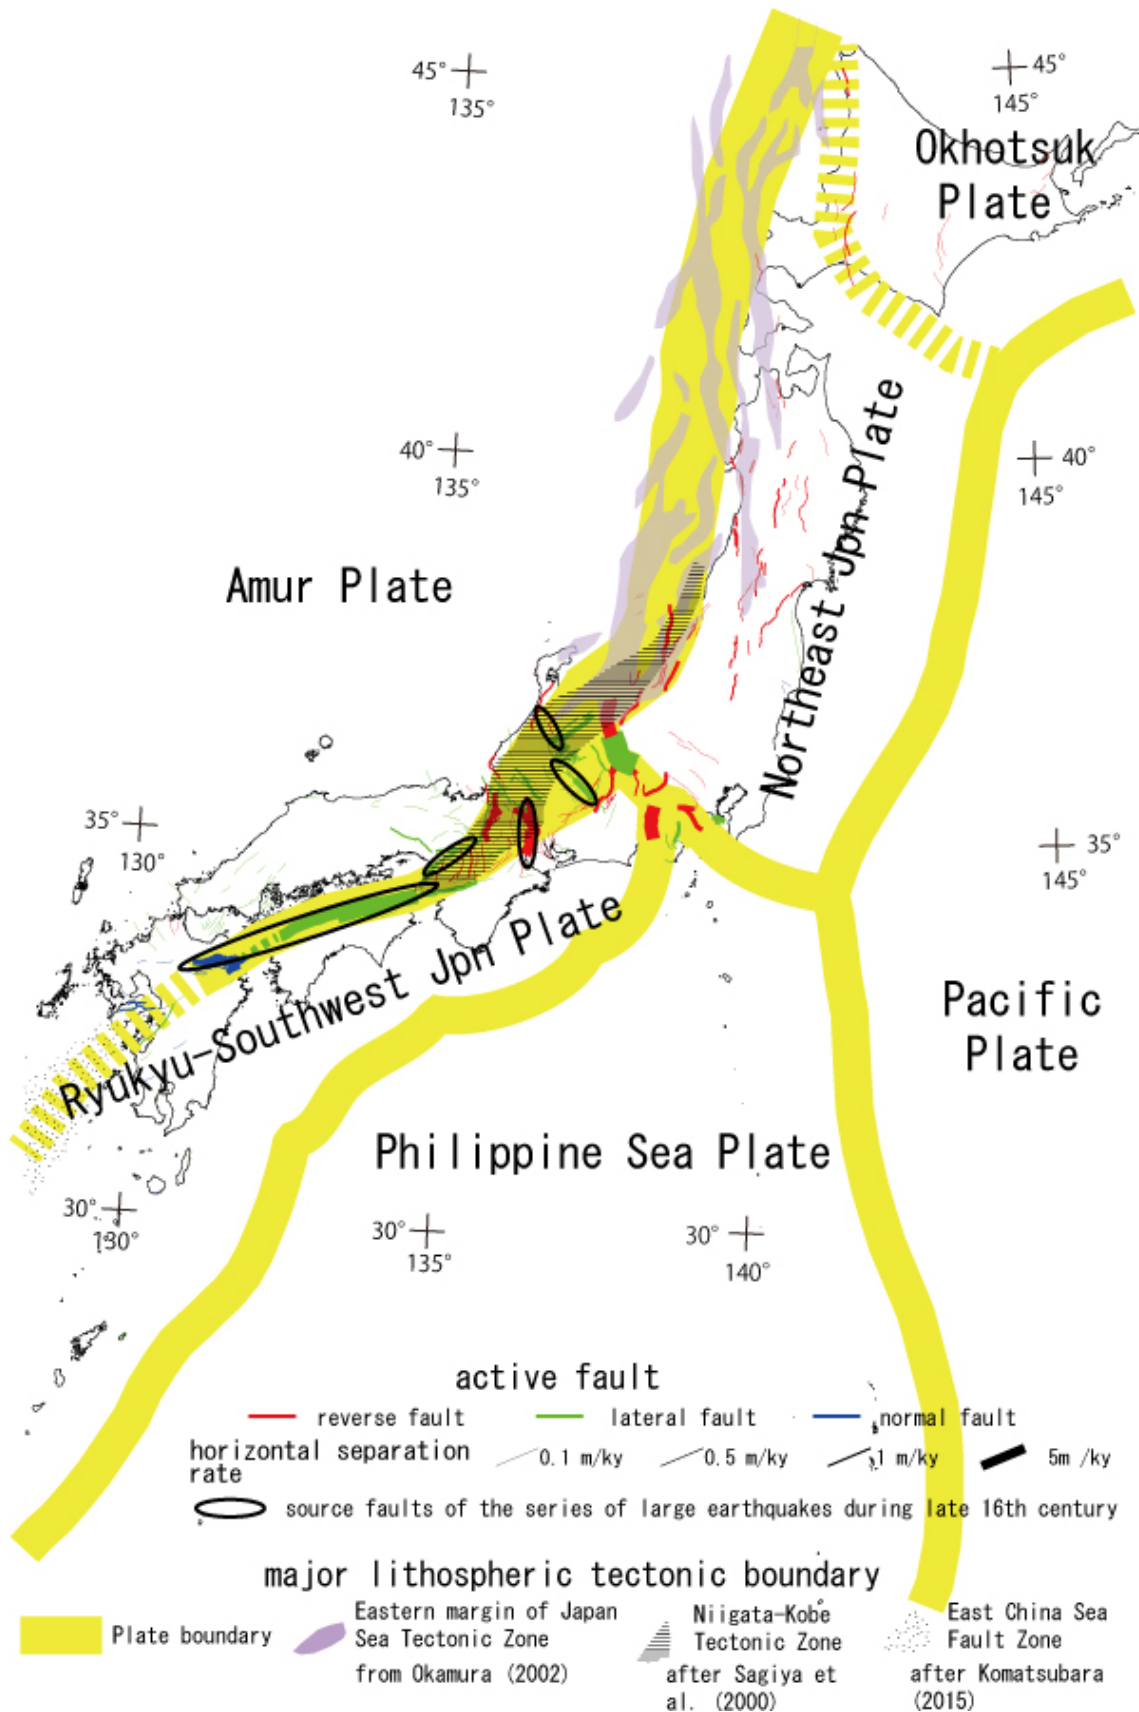 45°
135°
45°
145°
Okhotsuk
Plate
40°
135°
40°
145°
Northeast Jpn Plate
Amur Plate
35°
130°
35°
145°
Ryukyu-Southwest Jpn Plate
Pacific
Plate
Philippine Sea Plate
30°
130°
30°
135°
30°
140°
active fault
reverse fault
lateral fault
normal fault
horizontal separation
rate
0.1 m/ky
0.5 m/ky
1 m/ky
5m /ky
source faults of the series of large earthquakes during late 16th century
major lithospheric tectonic boundary
Plate boundary
Eastern margin of Japan
Sea Tectonic Zone
from Okamura (2002)
Niigata-Kobe
Tectonic Zone
after Sagiya et
al. (2000)
East China Sea
Fault Zone
after Komatsubara
(2015)